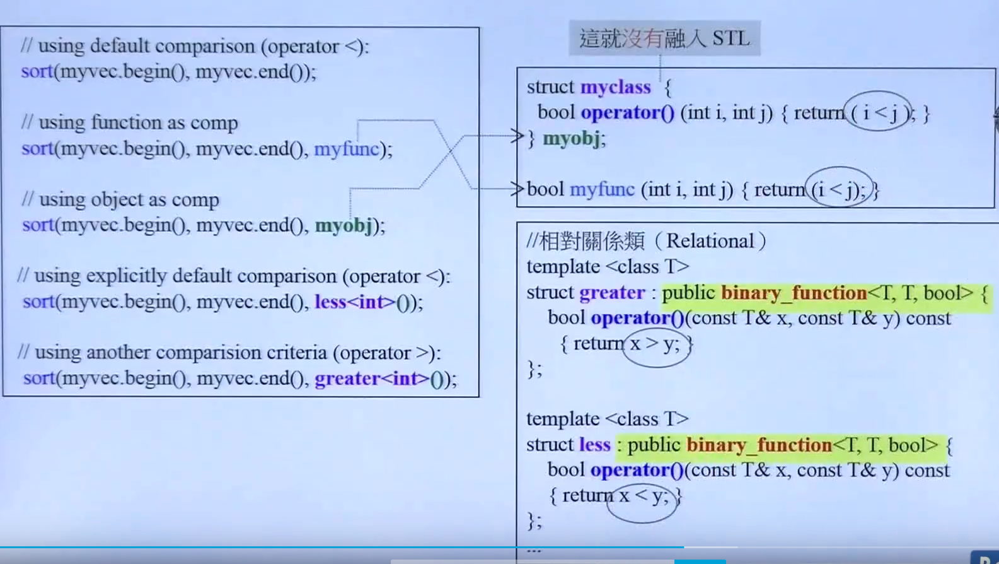 // using default comparison (operator <):
sort(myvec.begin(), myvec.end());
// using function as comp
sort(myvec.begin(), myvec.end(), myfunc);
// using object as comp
sort(myvec.begin(), myvec.end(), myobj);
// using explicitly default comparison (operator <):
sort(myvec.begin(), myvec.end(), less<int>());
// using another comparision criteria (operator >):
sort(myvec.begin(), myvec.end(), greater<int>());
這就沒有融入 STL
struct myclass {
bool operator() (int i, int j) { return ( i < j ); }
} myobj;
bool myfunc (int i, int j) { return (i < j); }
//相對關係類（Relational）
template <class T>
struct greater : public binary_function<T, T, bool> {
bool operator()(const T& x, const T& y) const
{ return x > y; }
};
template <class T>
struct less : public binary_function<T, T, bool> {
bool operator()(const T& x, const T& y) const
{ return x < y; }
};
...